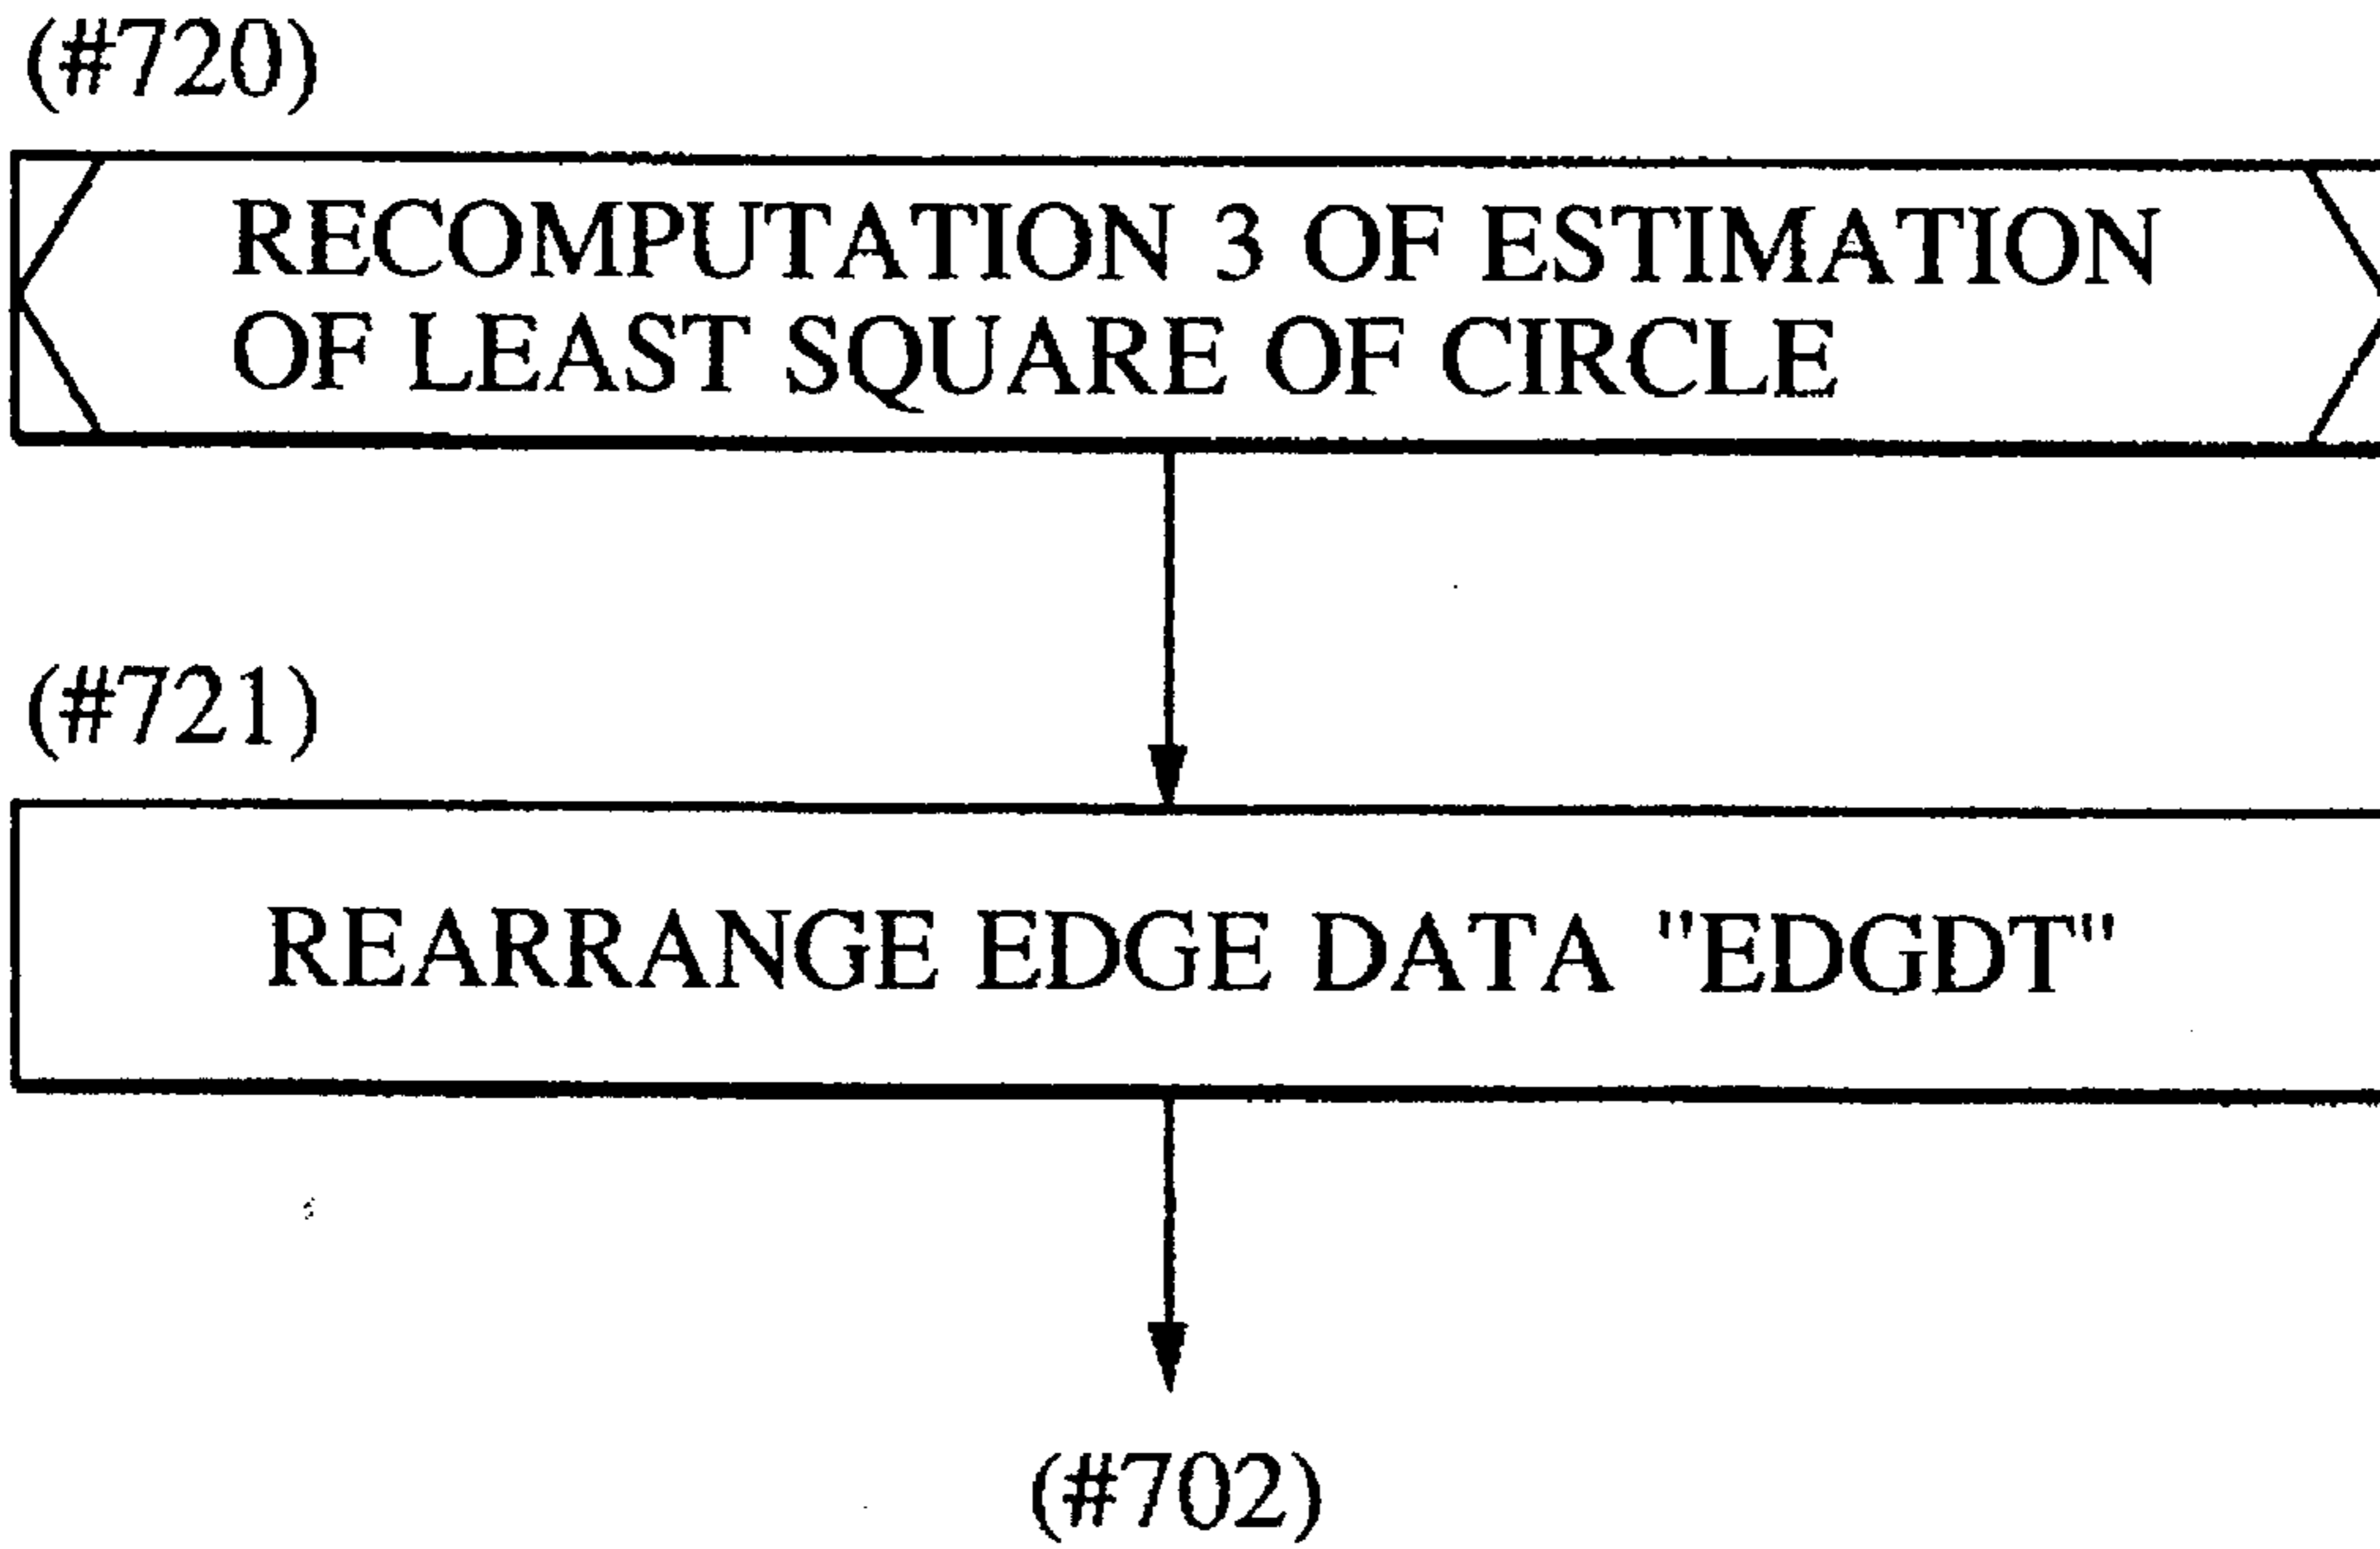 (#720)
RECOMPUTATION 3 OF ESTIMATION
OF LEAST SQUARE OF CIRCLE
(#721)
REARRANGE EDGE DATA "EDGDT"
(#702)